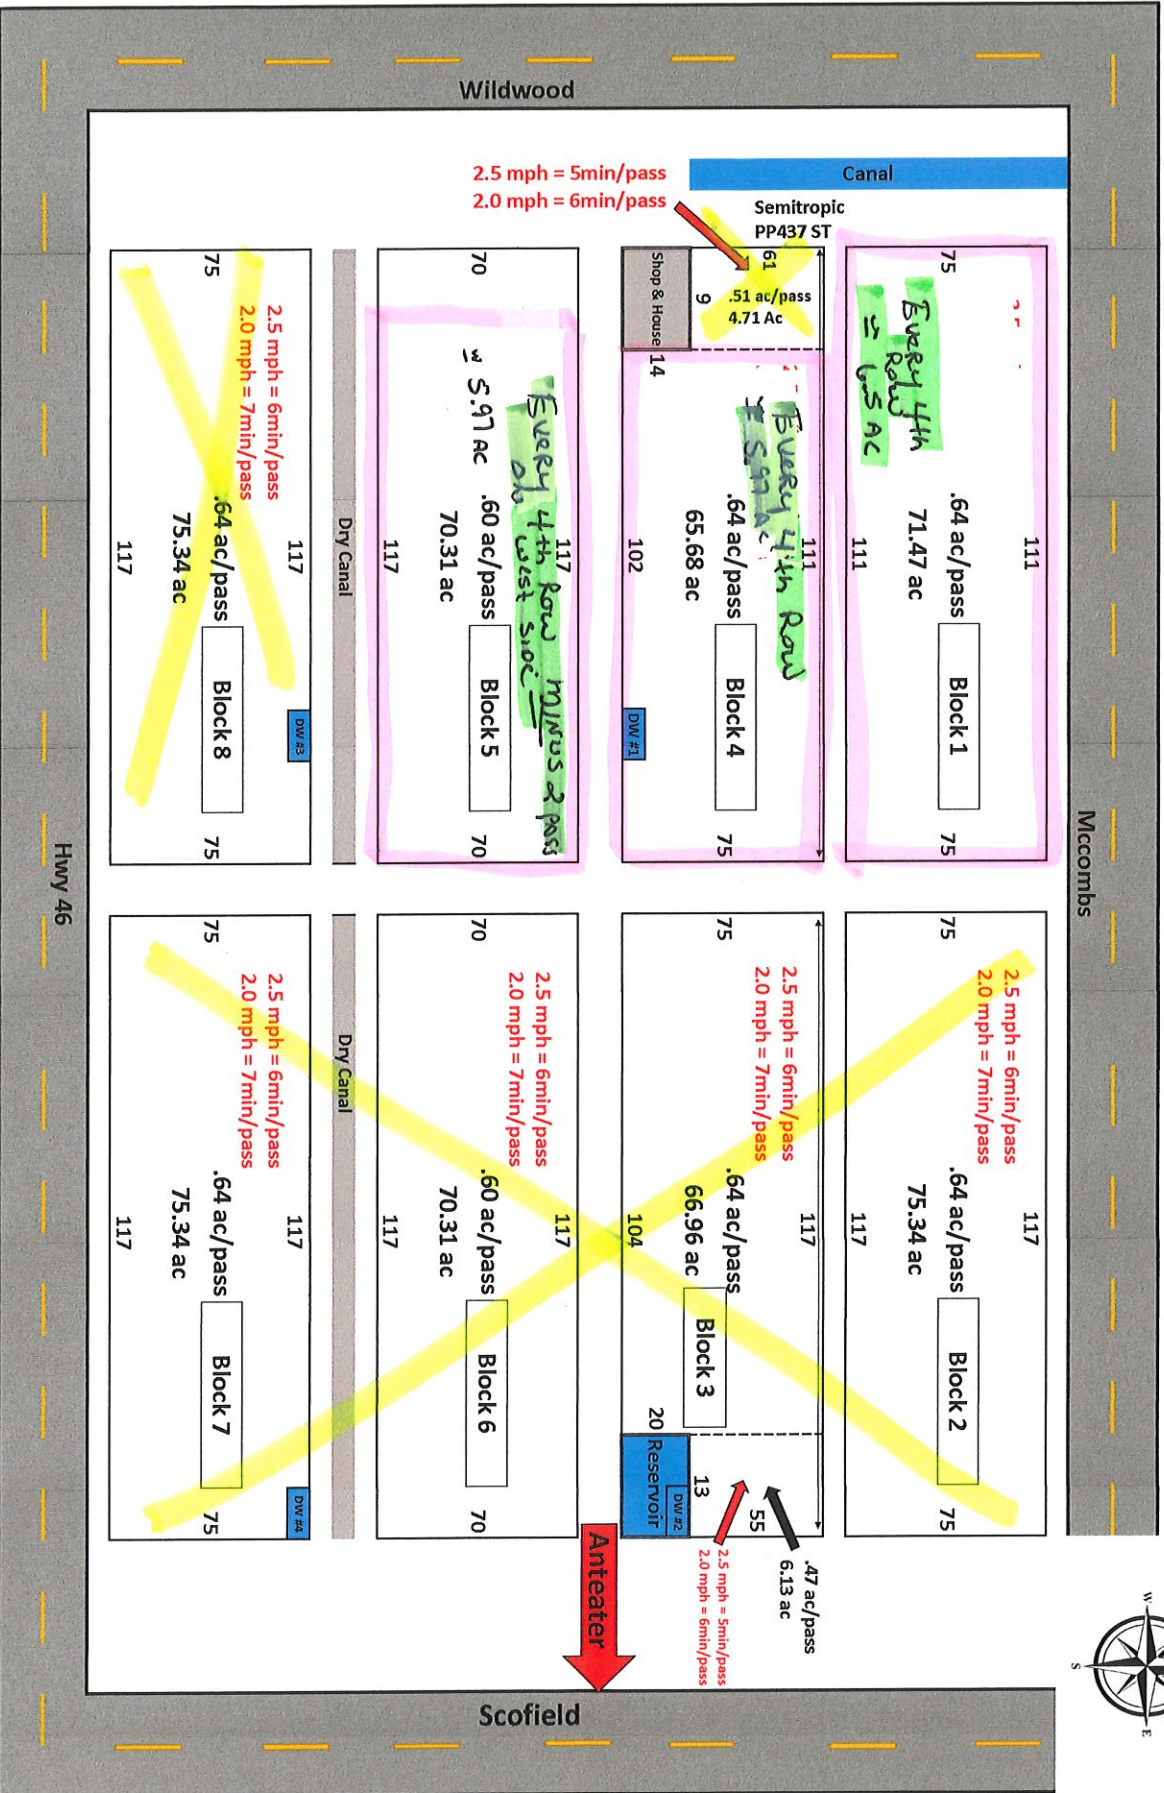 Wildwood
Canal
2.5 mph = 5min/pass
2.0 mph = 6min/pass
Semitropic
PP437 ST
75
111
Every 4th
Row
= 6.5 AC
.64 ac/pass
71.47 ac
Block 1
111
75
61
.51 ac/pass
4.71 Ac
9
Shop & House
14
111
Every 4th Row
= 5.97 Ac
.64 ac/pass
65.68 ac
Block 4
102
DW #1
75
70
117
Every 4th Row minus 2 pass
on west side
= 5.97 AC
.60 ac/pass
70.31 ac
Block 5
117
70
Dry Canal
75
2.5 mph = 6min/pass
2.0 mph = 7min/pass
117
.64 ac/pass
75.34 ac
Block 8
117
DW #3
75
Mccombs
Hwy 46
75
2.5 mph = 6min/pass
2.0 mph = 7min/pass
117
.64 ac/pass
75.34 ac
Block 2
117
75
75
2.5 mph = 6min/pass
2.0 mph = 7min/pass
117
.64 ac/pass
66.96 ac
Block 3
104
20
Reservoir
DW #2
13
55
.47 ac/pass
6.13 ac
2.5 mph = 5min/pass
2.0 mph = 6min/pass
70
2.5 mph = 6min/pass
2.0 mph = 7min/pass
117
.60 ac/pass
70.31 ac
Block 6
117
70
Anteater
Dry Canal
75
2.5 mph = 6min/pass
2.0 mph = 7min/pass
117
.64 ac/pass
75.34 ac
Block 7
117
DW #4
75
Scofield
W
S
E